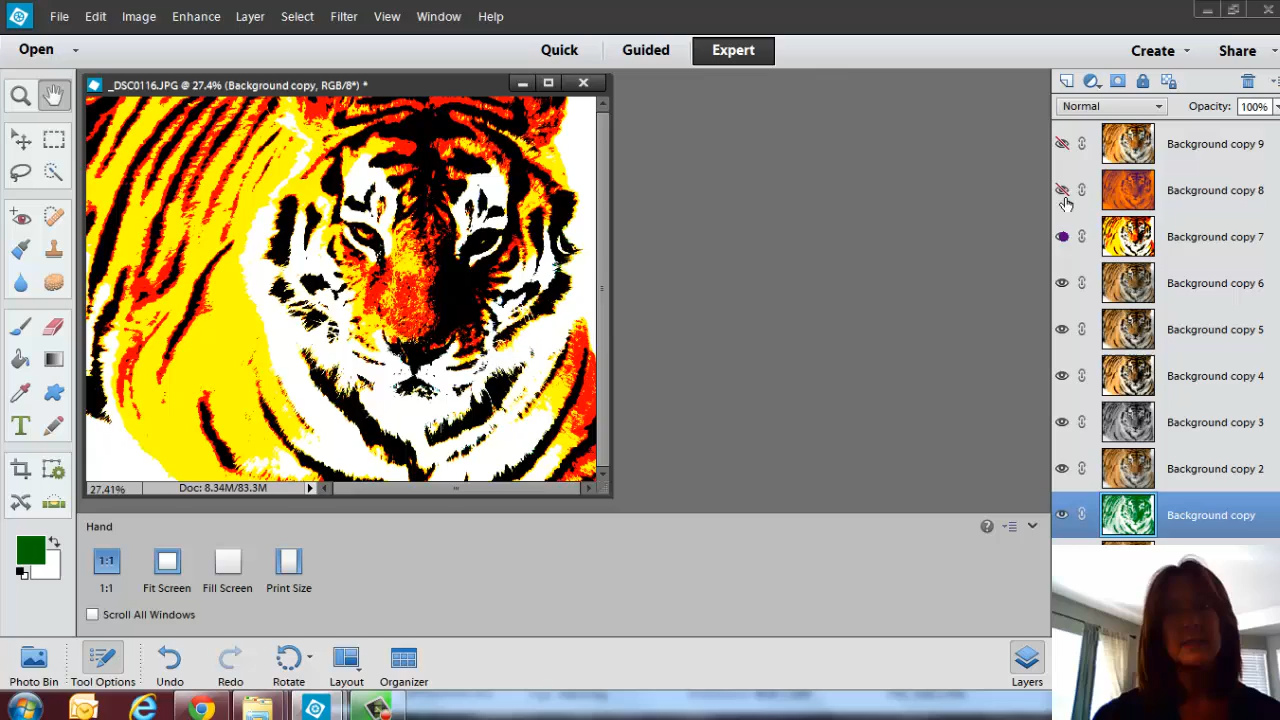 File Edit Image Enhance Layer Select Filter View Window Help
Open Quick Guided Expert Create Share
_DSC0116.JPG @ 27.4% (Background copy, RGB/8*) *
Normal Opacity: 100%
Background copy 9
Background copy 8
Background copy 7
Background copy 6
Background copy 5
Background copy 4
Background copy 3
Background copy 2
Background copy
27.41% Doc: 8.34M/83.3M
Hand
1:1
1:1 Fit Screen Fill Screen Print Size
Scroll All Windows
Photo Bin Tool Options Undo Redo Rotate Layout Organizer Layers